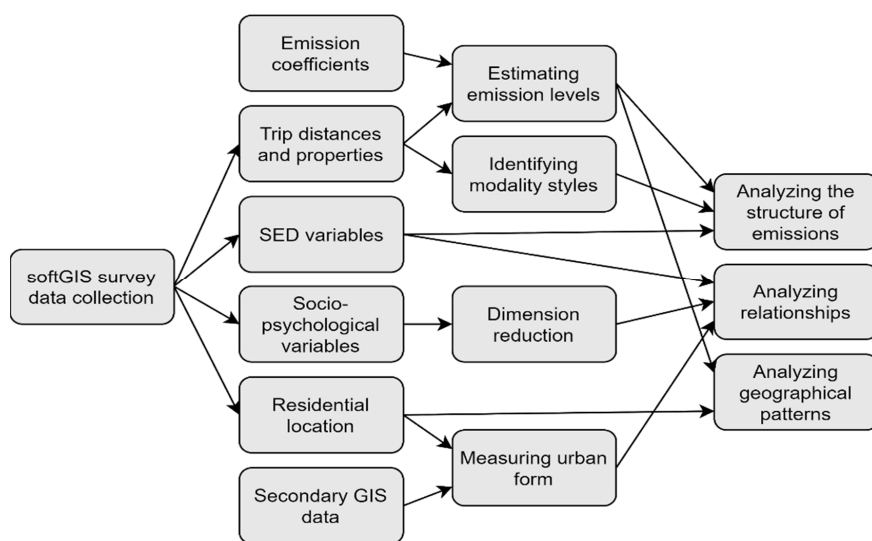 Emission
coefficients
Estimating
emission levels
Trip distances
and properties
Identifying
modality styles
Analyzing the
structure of
emissions
SED variables
softGIS survey
data collection
Analyzing
relationships
Socio-
psychological
variables
Dimension
reduction
Analyzing
geographical
patterns
Residential
location
Measuring urban
form
Secondary GIS
data